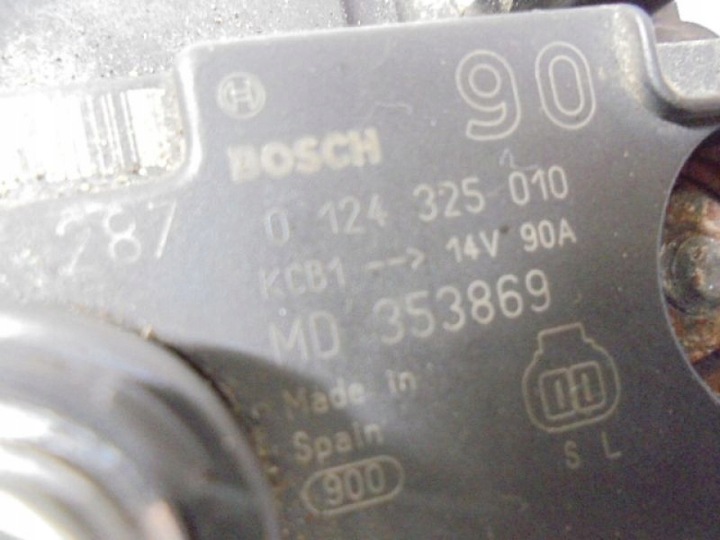 90
BOSCH
0 124 325 010
287
KCB1 --> 14V 90A
MD 353869
Made in
Spain
S L
900